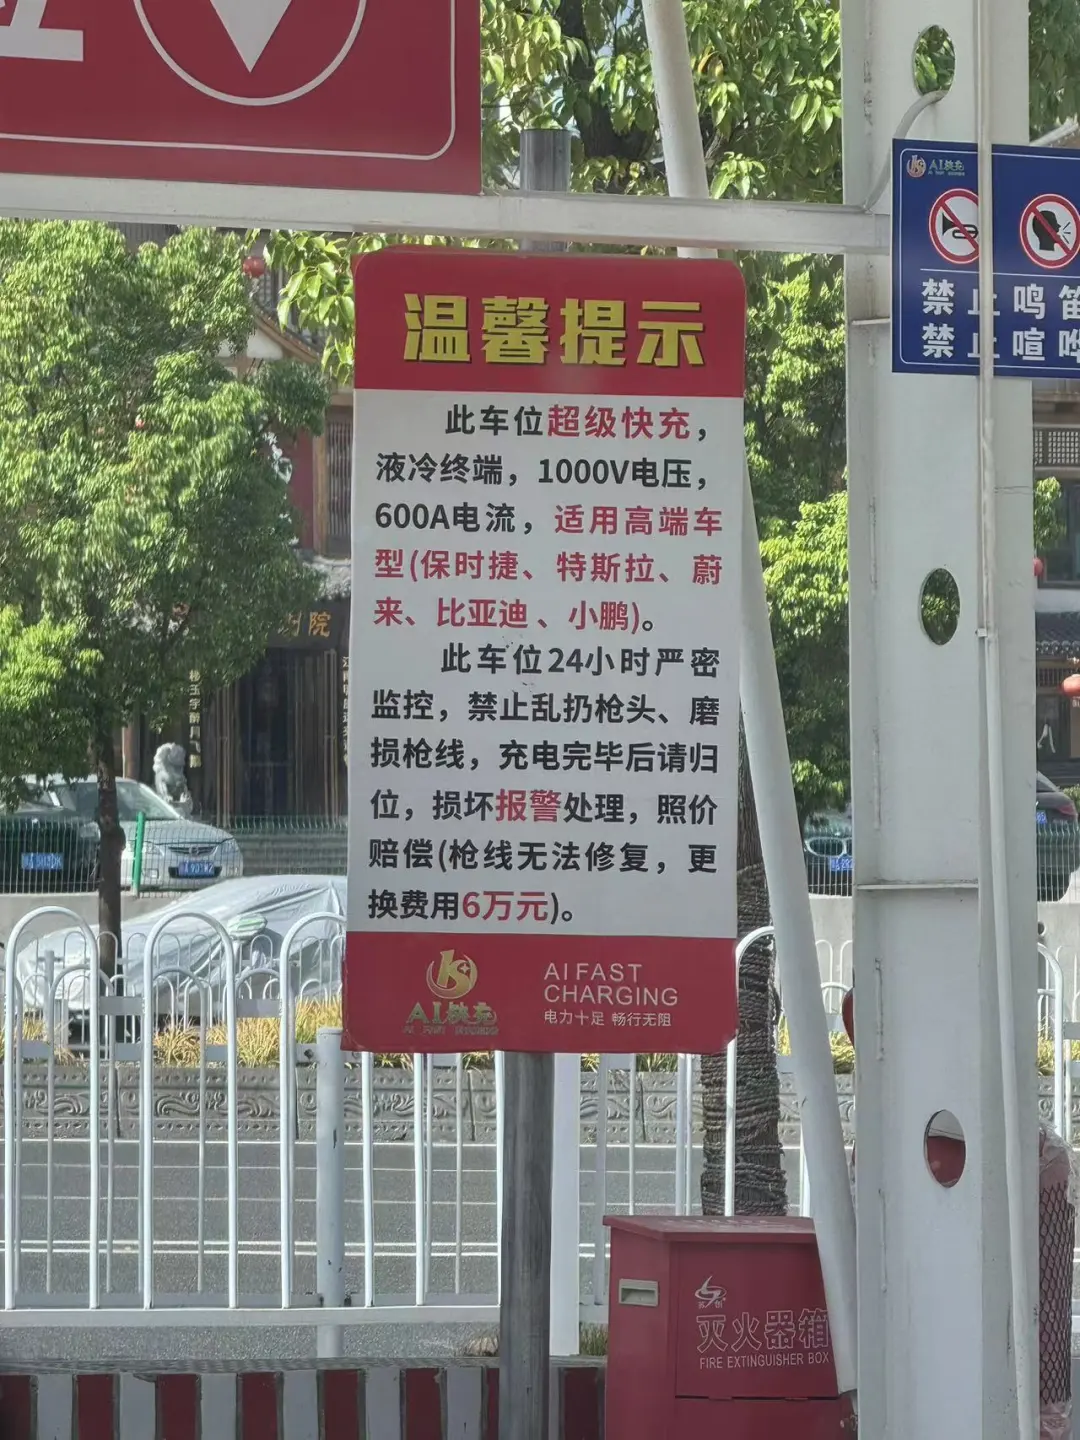 温馨提示
此车位超级快充，
液冷终端，1000V电压，
600A电流，适用高端车
型(保时捷、特斯拉、蔚
来、比亚迪、小鹏)。
此车位24小时严密
监控，禁止乱扔枪头、磨
损枪线，充电完毕后请归
位，损坏报警处理，照价
赔偿(枪线无法修复，更
换费用6万元)。
AI快充
AI FAST
CHARGING
电力十足 畅行无阻
AI快充
禁止鸣笛
禁止喧哗
院
灭火器箱
FIRE EXTINGUISHER BOX